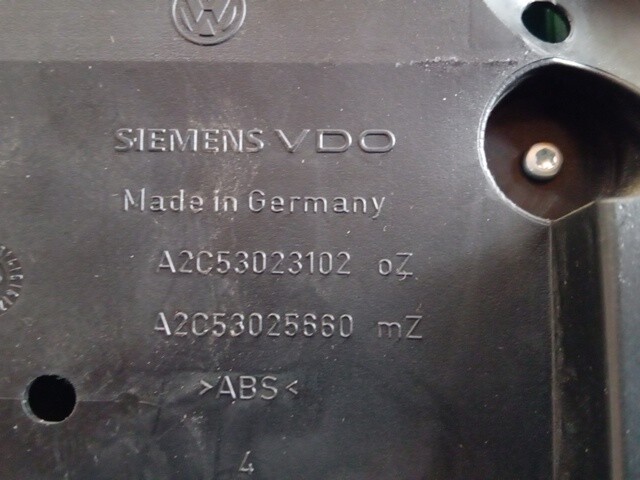 SIEMENS VDO
Made in Germany
A2C53023102 oZ
A2C53025660 mZ
>ABS<
4